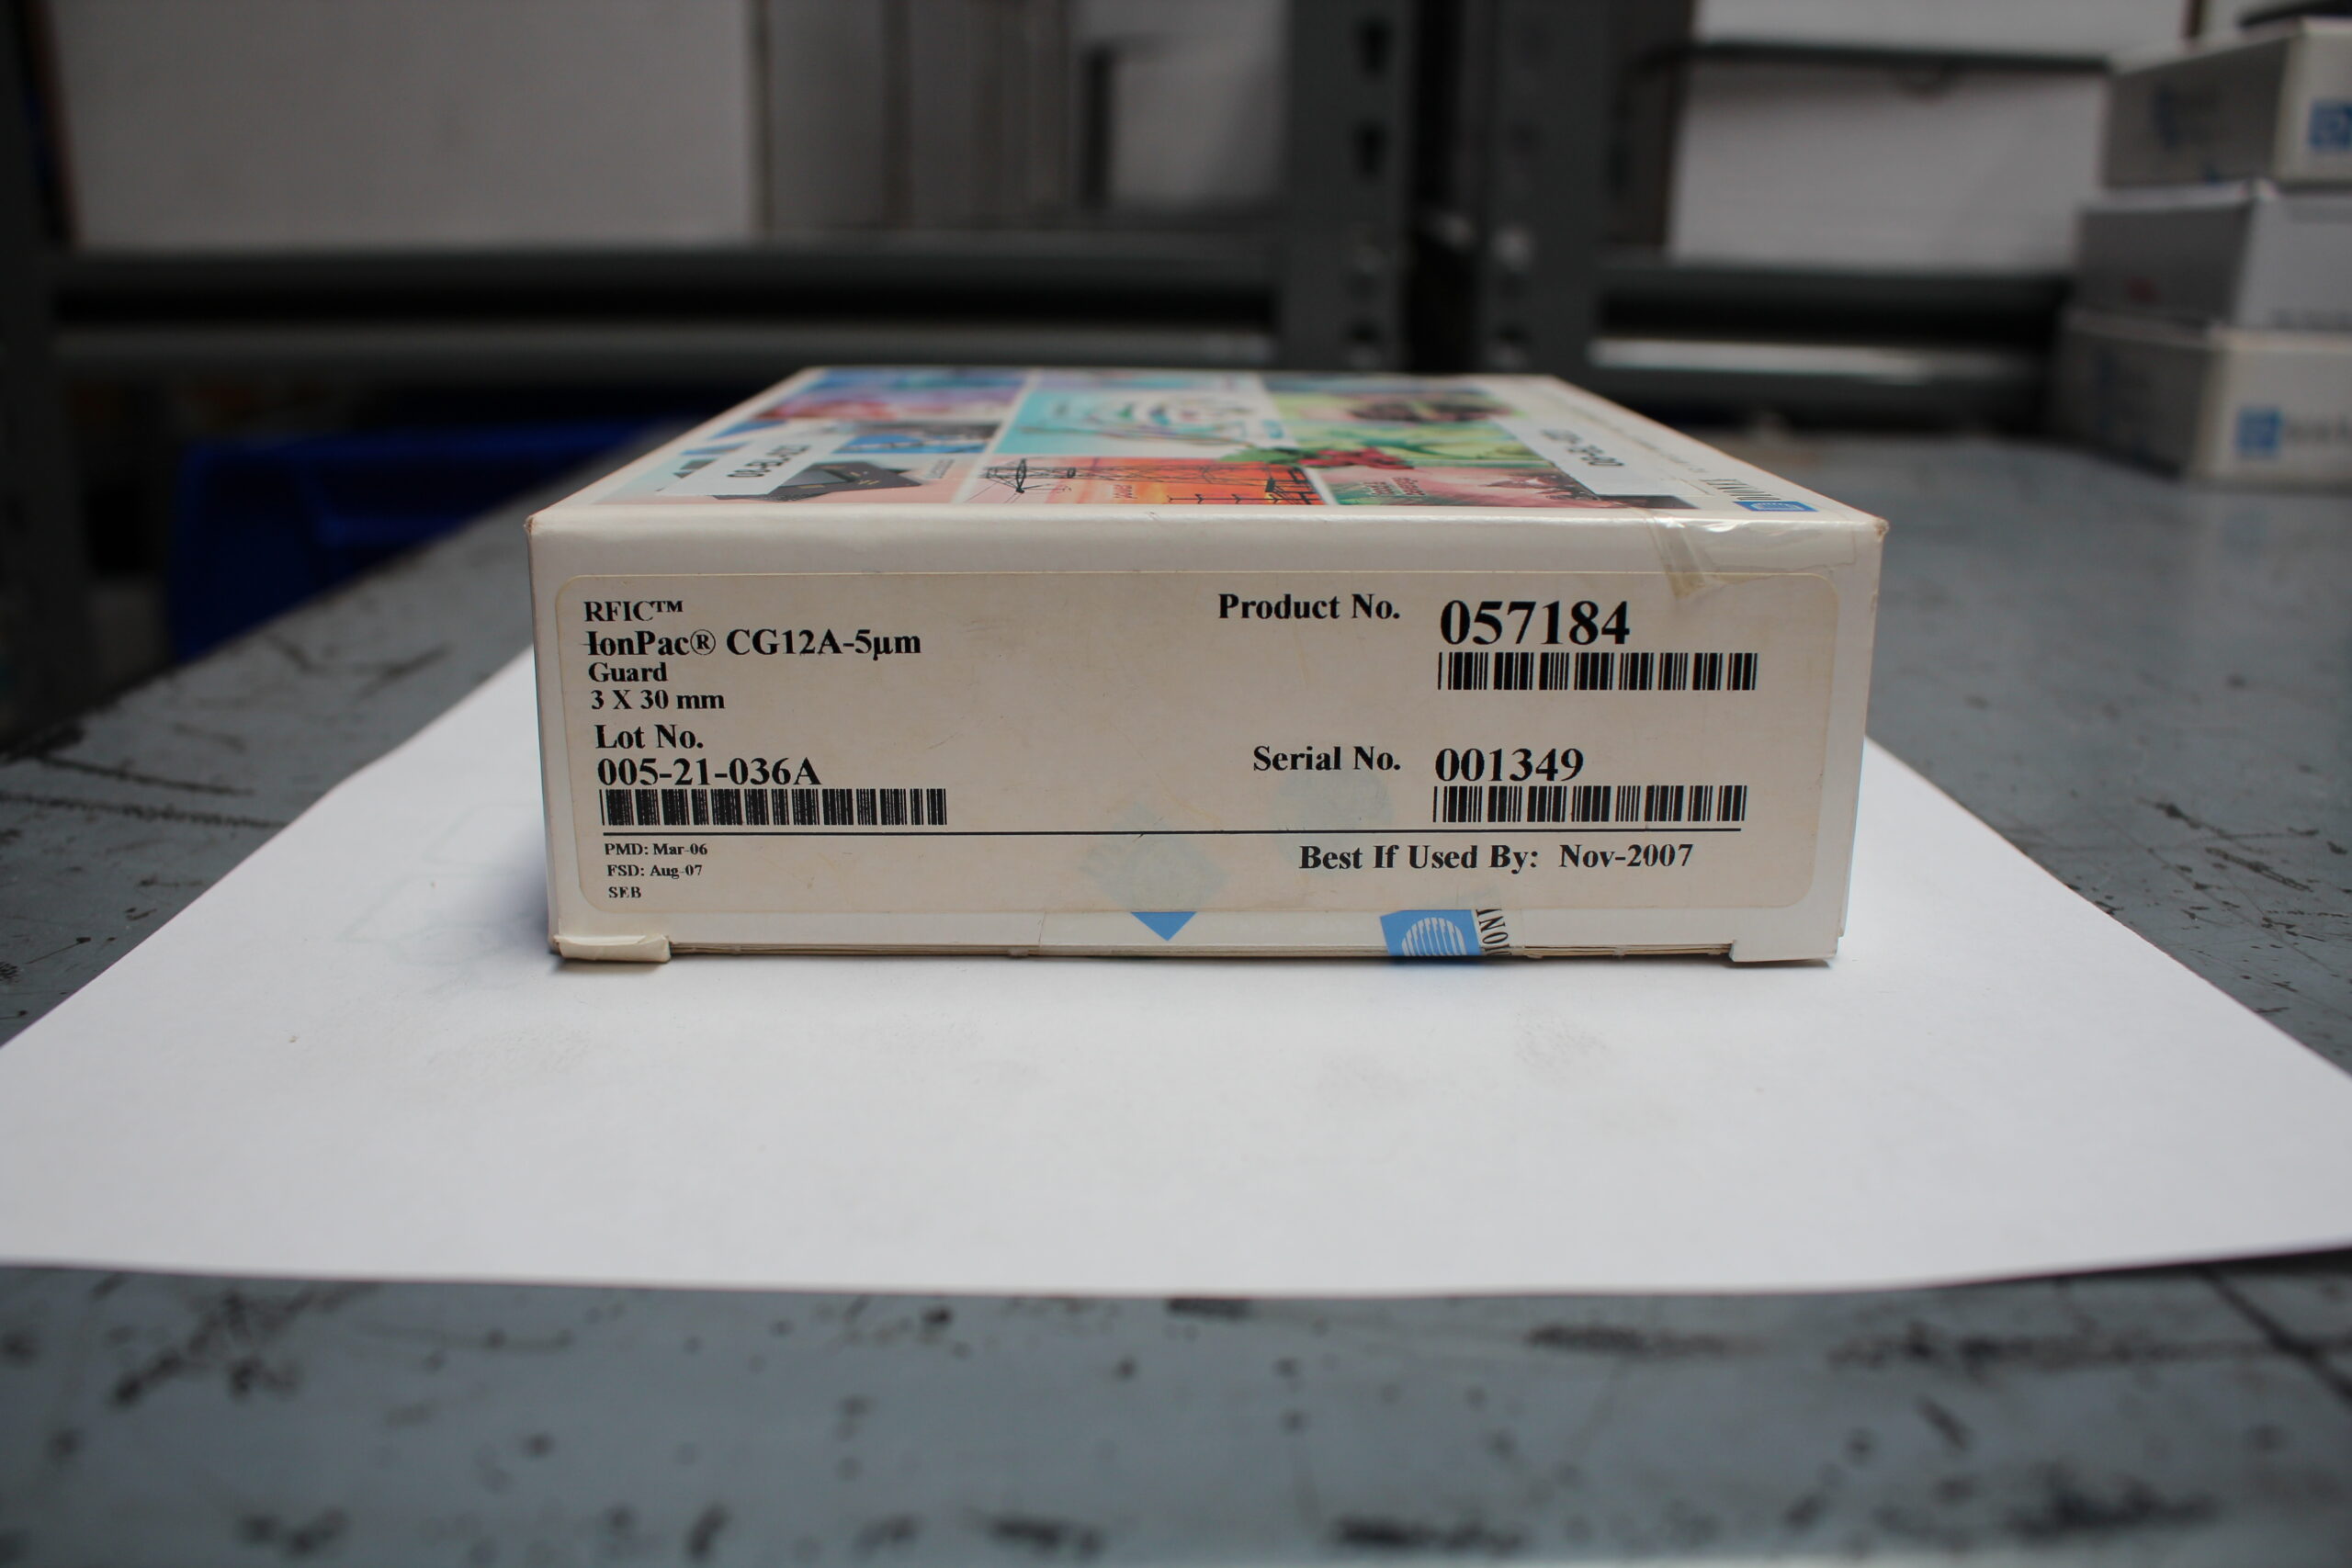 RFIC™
IonPac® CG12A-5µm
Guard
3 X 30 mm
Lot No.
005-21-036A
PMD: Mar-06
FSD: Aug-07
SEB
Product No. 057184
Serial No. 001349
Best If Used By: Nov-2007